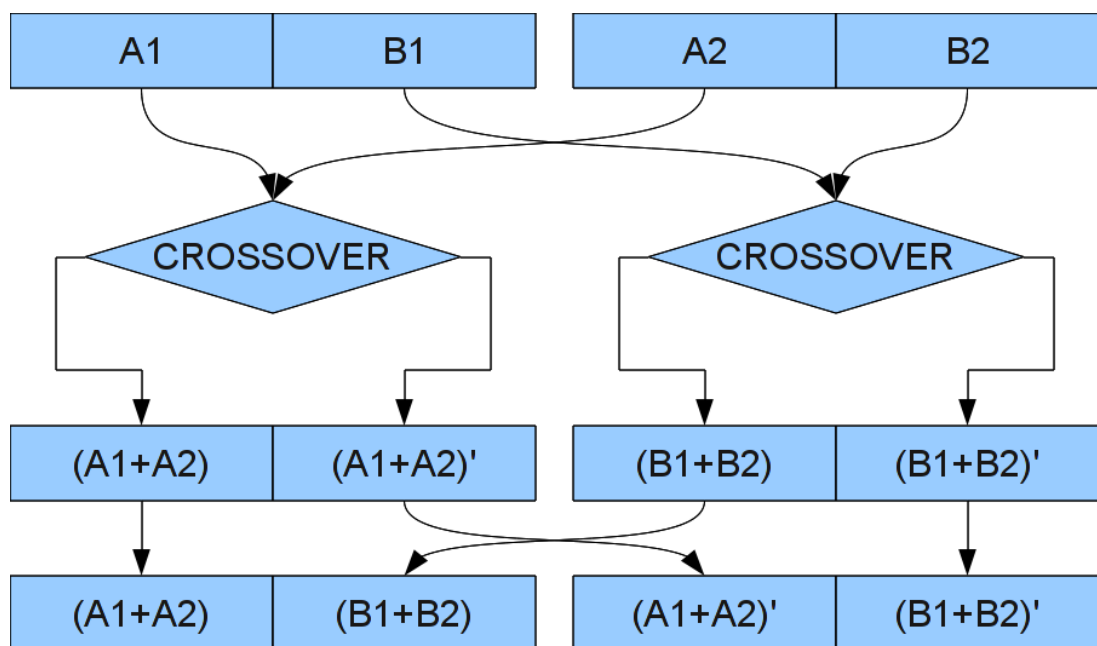 A1 B1 A2 B2
CROSSOVER CROSSOVER
(A1+A2) (A1+A2)' (B1+B2) (B1+B2)'
(A1+A2) (B1+B2) (A1+A2)' (B1+B2)'